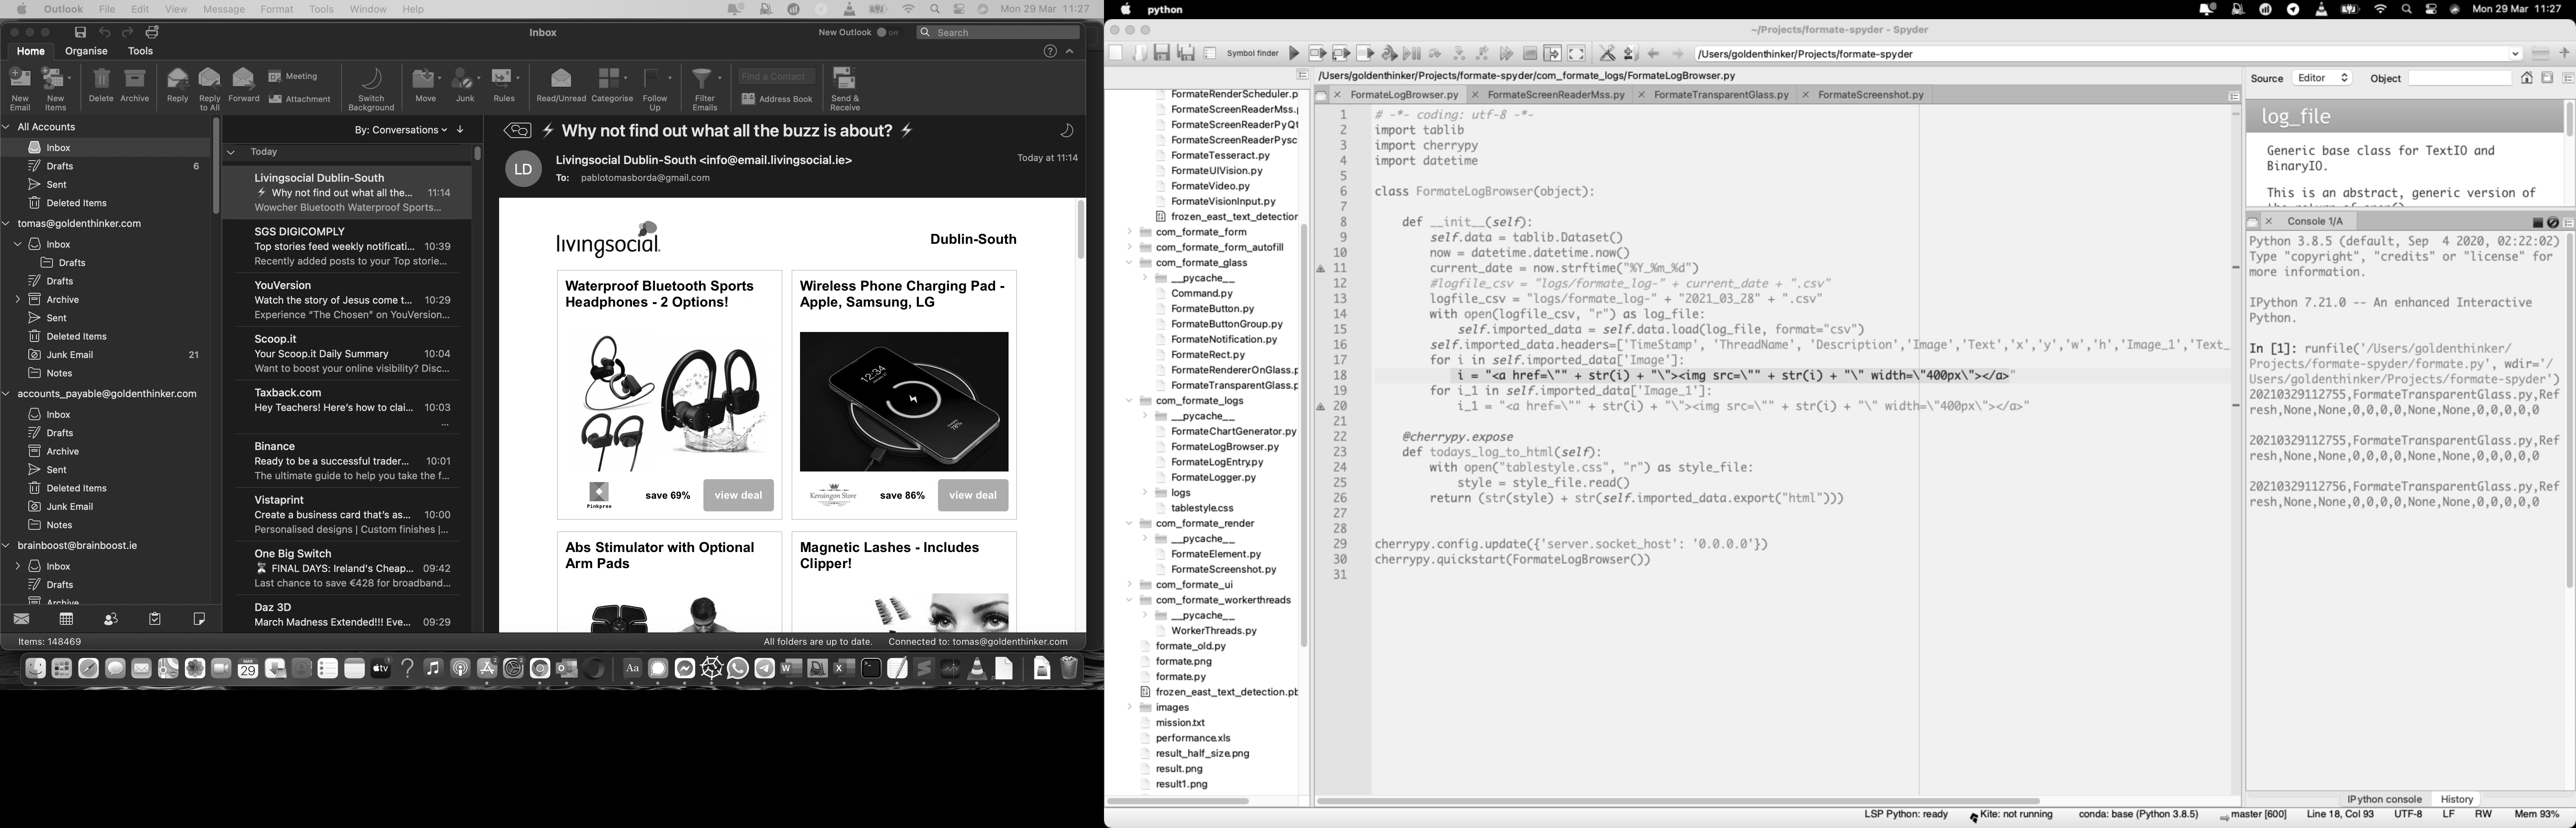 Outlook File Edit View Message Format Tools Window Help
Mon 29 Mar 11:27
Inbox
New Outlook
Search
Home Organise Tools
New Email
New Items
Delete
Archive
Reply
Reply to All
Forward
Meeting
Attachment
Switch Background
Move
Junk
Rules
Read/Unread
Categorise
Follow Up
Filter Emails
Find a Contact
Address Book
Send & Receive
All Accounts
Inbox
Drafts 6
Sent
Deleted Items
tomas@goldenthinker.com
Inbox
Drafts
Drafts
Archive
Sent
Deleted Items
Junk Email 21
Notes
accounts_payable@goldenthinker.com
Inbox
Drafts
Archive
Sent
Deleted Items
Junk Email
Notes
brainboost@brainboost.ie
Inbox
Drafts
Archive
By: Conversations
Today
Livingsocial Dublin-South
⚡ Why not find out what all the... 11:14
Wowcher Bluetooth Waterproof Sports...
SGS DIGICOMPLY
Top stories feed weekly notificati... 10:39
Recently added posts to your Top storie...
YouVersion
Watch the story of Jesus come t... 10:29
Experience “The Chosen” on YouVersion...
Scoop.it
Your Scoop.it Daily Summary 10:04
Want to boost your online visibility? Disc...
Taxback.com
Hey Teachers! Here’s how to clai... 10:03
...
Binance
Ready to be a successful trader... 10:01
The ultimate guide to help you take the f...
Vistaprint
Create a business card that’s as... 10:00
Personalised designs | Custom finishes |...
One Big Switch
⌛ FINAL DAYS: Ireland's Cheap... 09:42
Last chance to save €428 for broadband...
Daz 3D
March Madness Extended!!! Eve... 09:29
⚡ Why not find out what all the buzz is about? ⚡
LD
Livingsocial Dublin-South <info@email.livingsocial.ie>
Today at 11:14
To: pablotomasborda@gmail.com
livingsocial.
Dublin-South
Waterproof Bluetooth Sports
Headphones - 2 Options!
Pinkpree
save 69%
view deal
Wireless Phone Charging Pad -
Apple, Samsung, LG
12:34
Kensington Store
save 86%
view deal
Abs Stimulator with Optional
Arm Pads
Magnetic Lashes - Includes
Clipper!
Items: 148469
All folders are up to date. Connected to: tomas@goldenthinker.com
python
Mon 29 Mar 11:27
~/Projects/formate-spyder - Spyder
Symbol finder
/Users/goldenthinker/Projects/formate-spyder
/Users/goldenthinker/Projects/formate-spyder/com_formate_logs/FormateLogBrowser.py
FormateLogBrowser.py
FormateScreenReaderMss.py
FormateTransparentGlass.py
FormateScreenshot.py
FormateRenderScheduler.p
FormateScreenReaderMss.
FormateScreenReaderPyQt
FormateScreenReaderPysc
FormateTesseract.py
FormateUIVision.py
FormateVideo.py
FormateVisionInput.py
frozen_east_text_detection
com_formate_form
com_formate_form_autofill
com_formate_glass
__pycache__
Command.py
FormateButton.py
FormateButtonGroup.py
FormateNotification.py
FormateRect.py
FormateRendererOnGlass.p
FormateTransparentGlass.p
com_formate_logs
__pycache__
FormateChartGenerator.py
FormateLogBrowser.py
FormateLogEntry.py
FormateLogger.py
logs
tablestyle.css
com_formate_render
__pycache__
FormateElement.py
FormateScreenshot.py
com_formate_ui
com_formate_workerthreads
__pycache__
WorkerThreads.py
formate_old.py
formate.png
formate.py
frozen_east_text_detection.pb
images
mission.txt
performance.xls
result_half_size.png
result.png
result1.png
1 # -*- coding: utf-8 -*-
2 import tablib
3 import cherrypy
4 import datetime
5
6 class FormateLogBrowser(object):
7
8 def __init__(self):
9 self.data = tablib.Dataset()
10 now = datetime.datetime.now()
11 current_date = now.strftime("%Y_%m_%d")
12 #logfile_csv = "logs/formate_log-" + current_date + ".csv"
13 logfile_csv = "logs/formate_log-" + "2021_03_28" + ".csv"
14 with open(logfile_csv, "r") as log_file:
15 self.imported_data = self.data.load(log_file, format="csv")
16 self.imported_data.headers=['TimeStamp', 'ThreadName', 'Description','Image','Text','x','y','w','h','Image_1','Text_
17 for i in self.imported_data['Image']:
18 i = "<a href=\"" + str(i) + "\"><img src=\"" + str(i) + "\" width=\"400px\"></a>"
19 for i_1 in self.imported_data['Image_1']:
20 i_1 = "<a href=\"" + str(i) + "\"><img src=\"" + str(i) + "\" width=\"400px\"></a>"
21
22 @cherrypy.expose
23 def todays_log_to_html(self):
24 with open("tablestyle.css", "r") as style_file:
25 style = style_file.read()
26 return (str(style) + str(self.imported_data.export("html")))
27
28
29 cherrypy.config.update({'server.socket_host': '0.0.0.0'})
30 cherrypy.quickstart(FormateLogBrowser())
31
Source Editor Object
log_file
Generic base class for TextIO and
BinaryIO.
This is an abstract, generic version of
Console 1/A
Python 3.8.5 (default, Sep 4 2020, 02:22:02)
Type "copyright", "credits" or "license" for
more information.
IPython 7.21.0 -- An enhanced Interactive
Python.
In [1]: runfile('/Users/goldenthinker/
Projects/formate-spyder/formate.py', wdir='/
Users/goldenthinker/Projects/formate-spyder')
20210329112755,FormateTransparentGlass.py,Ref
resh,None,None,0,0,0,0,None,None,0,0,0,0,0
20210329112755,FormateTransparentGlass.py,Ref
resh,None,None,0,0,0,0,None,None,0,0,0,0,0
20210329112756,FormateTransparentGlass.py,Ref
resh,None,None,0,0,0,0,None,None,0,0,0,0,0
IPython console History
LSP Python: ready Kite: not running conda: base (Python 3.8.5) master [600] Line 18, Col 93 UTF-8 LF RW Mem 93%